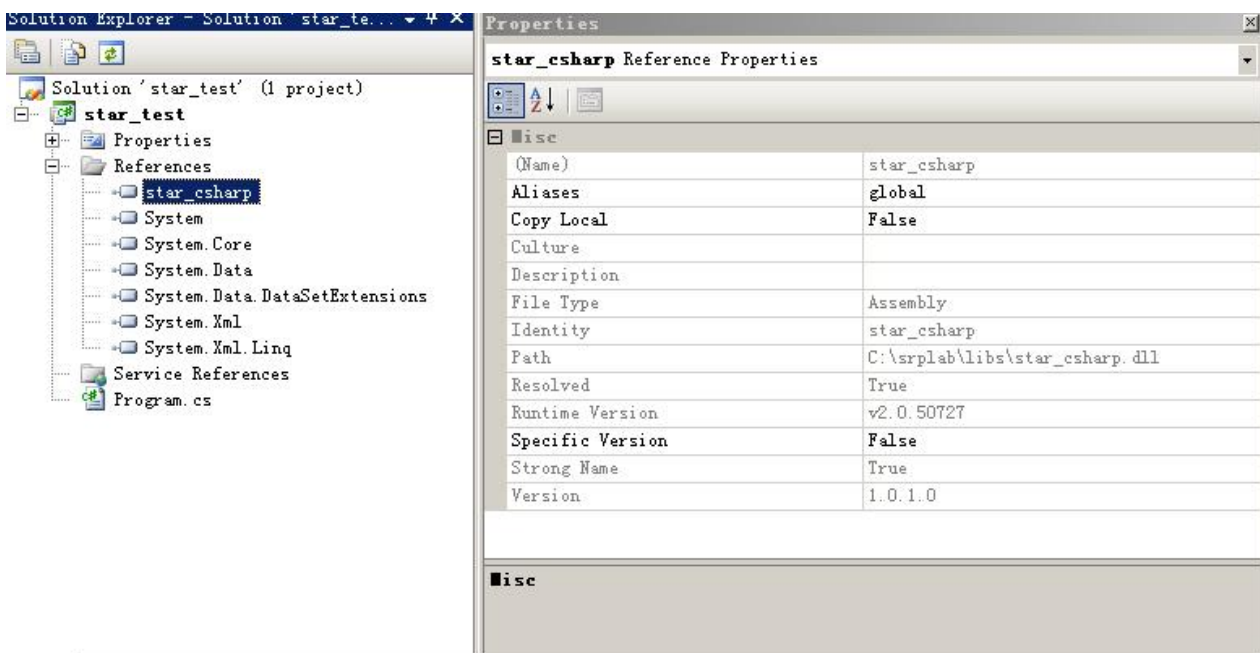 Solution Explorer - Solution 'star_te...
Solution 'star_test' (1 project)
star_test
Properties
References
star_csharp
System
System.Core
System.Data
System.Data.DataSetExtensions
System.Xml
System.Xml.Linq
Service References
Program.cs
Properties
star_csharp Reference Properties
Misc
(Name) star_csharp
Aliases global
Copy Local False
Culture
Description
File Type Assembly
Identity star_csharp
Path C:\srplab\libs\star_csharp.dll
Resolved True
Runtime Version v2.0.50727
Specific Version False
Strong Name True
Version 1.0.1.0
Misc